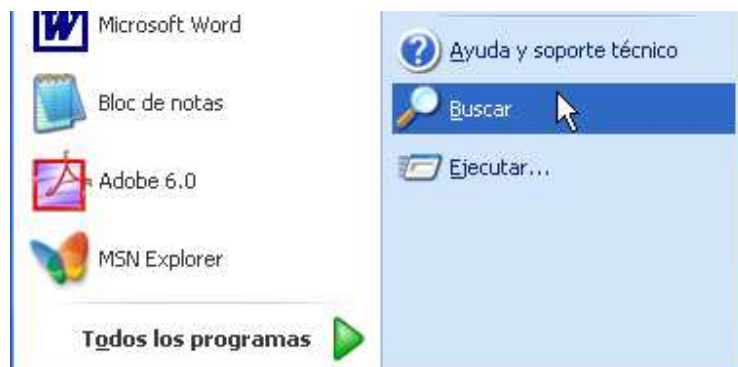 Microsoft Word
Bloc de notas
Adobe 6.0
MSN Explorer
Todos los programas
Ayuda y soporte técnico
Buscar
Ejecutar...